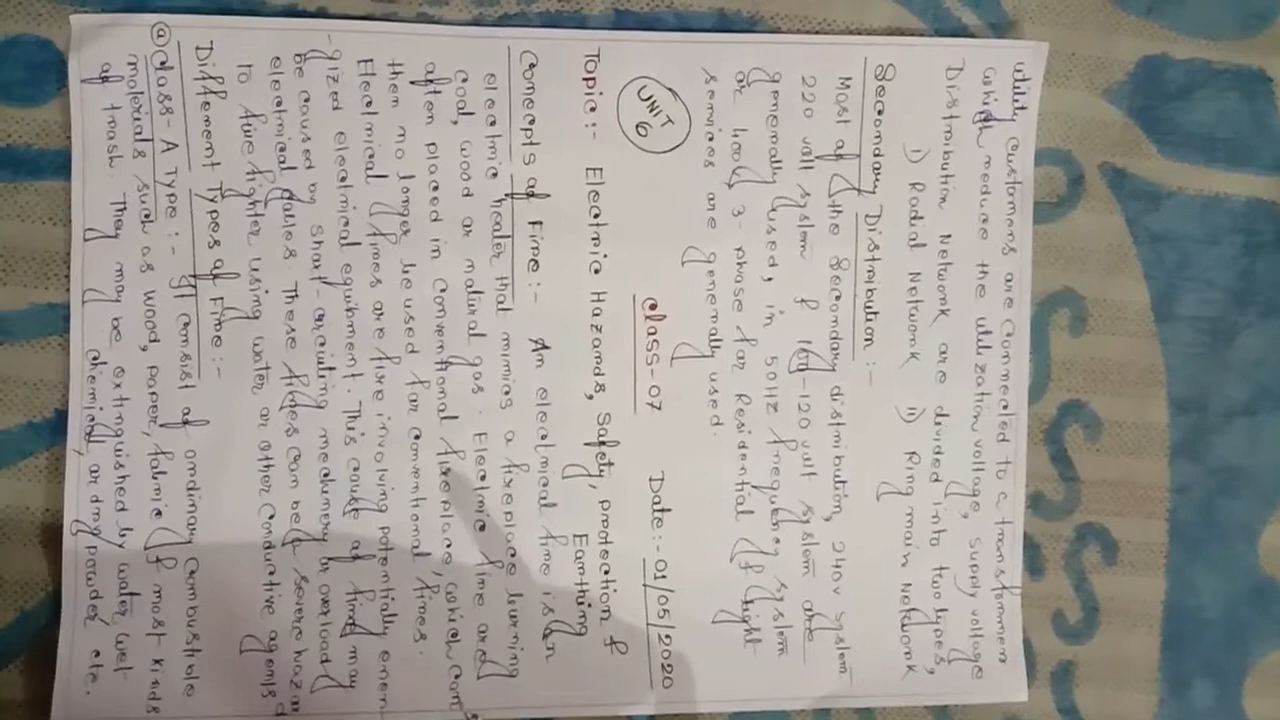 utility customers are connected to a transformer
which reduce the utilization voltage, supply voltage
Distribution Network are divided into two types,
i) Radial Network ii) Ring main Network
Secondary Distribution :-
Most of the Secondary distribution, 240v system
220 volt system & -120 volt system are
generally used, in 50HZ frequency system
or 400v, 3-phase for Residential & light
services are generally used.
UNIT 6
class-07 Date:-01/05/2020
Topic:- Electric Hazards, Safety, protection &
Earthing
Concepts of Fire:- An electrical fire is an
electric heater that mimics a fireplace burning
coal, wood or natural gas. Electric fire and
often placed in conventional fireplace, which can
then no longer be used for conventional fires.
Electrical fires are fire involving potentially ener-
-gized electrical equibment. This cause of fire may
be caused by short-circuiting machinery or overload
electrical cables. These fires can be a severe hazar
to fire fighter using water or other conductive agents
Different Types of Fire :-
(a) Class-A Type:- It consist of ordinary combustible
materials such as wood, paper, fabric & most kinds
of trash. They may be extinguished by water, wet
chemical, or dry powder etc.